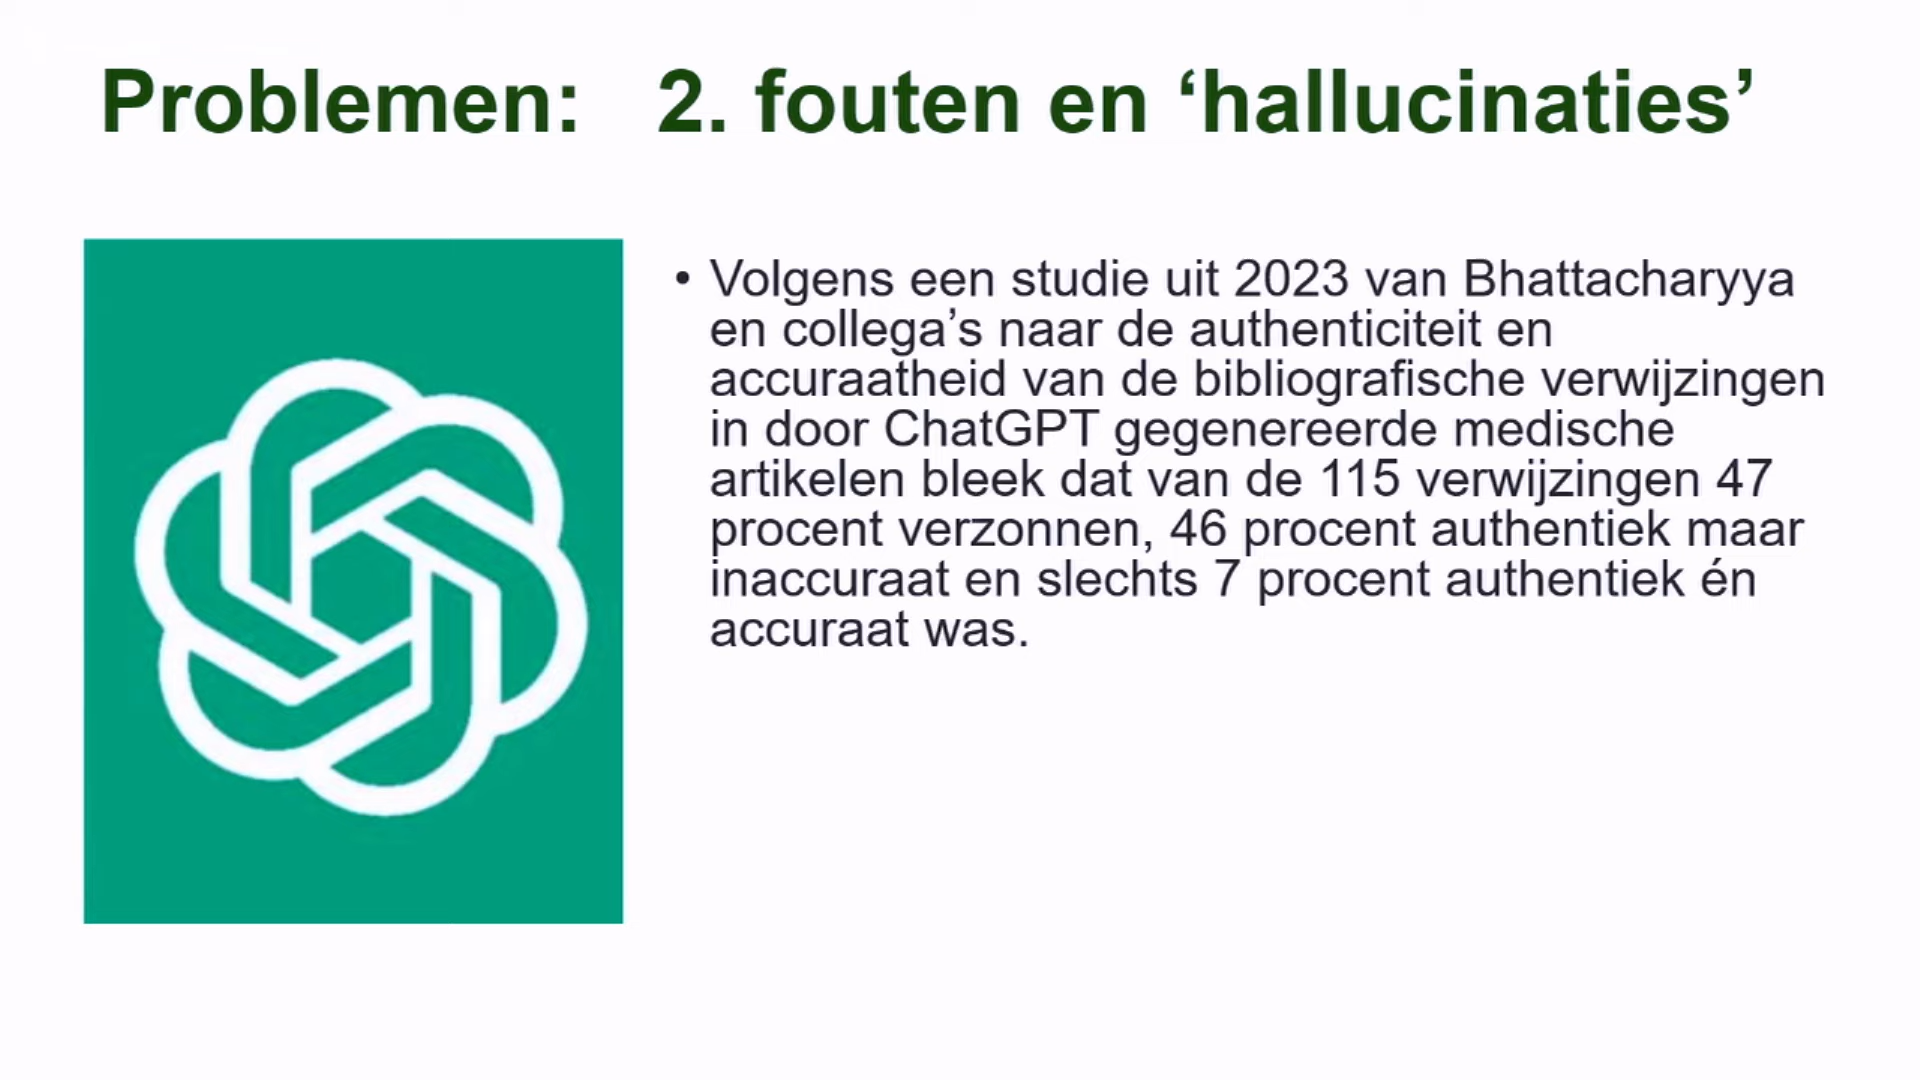 Problemen: 2. fouten en ‘hallucinaties’
• Volgens een studie uit 2023 van Bhattacharyya
en collega’s naar de authenticiteit en
accuraatheid van de bibliografische verwijzingen
in door ChatGPT gegenereerde medische
artikelen bleek dat van de 115 verwijzingen 47
procent verzonnen, 46 procent authentiek maar
inaccuraat en slechts 7 procent authentiek én
accuraat was.